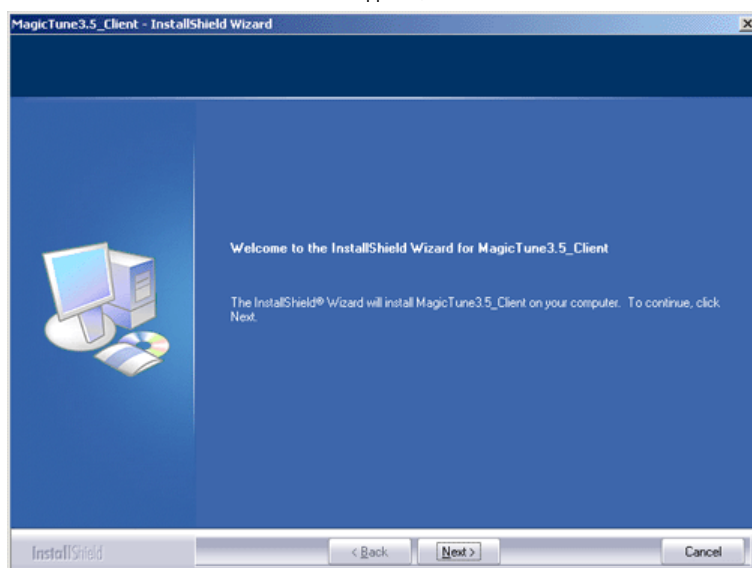 MagicTune3.5_Client - InstallShield Wizard
Welcome to the InstallShield Wizard for MagicTune3.5_Client
The InstallShield® Wizard will install MagicTune3.5_Client on your computer. To continue, click
Next.
InstallShield
< Back
Next >
Cancel